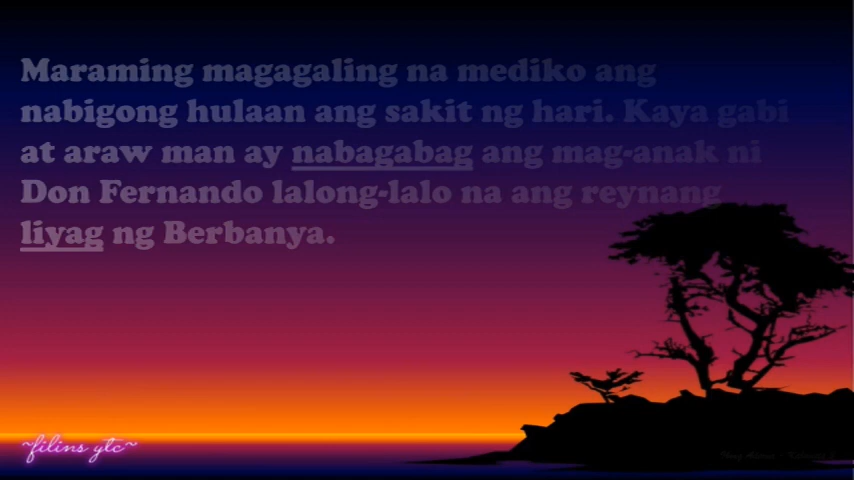 Maraming magagaling na mediko ang
nabigong hulaan ang sakit ng hari. Kaya gabi
at araw man ay nabagabag ang mag-anak ni
Don Fernando lalong-lalo na ang reynang
liyag ng Berbanya.
~filins ytc~